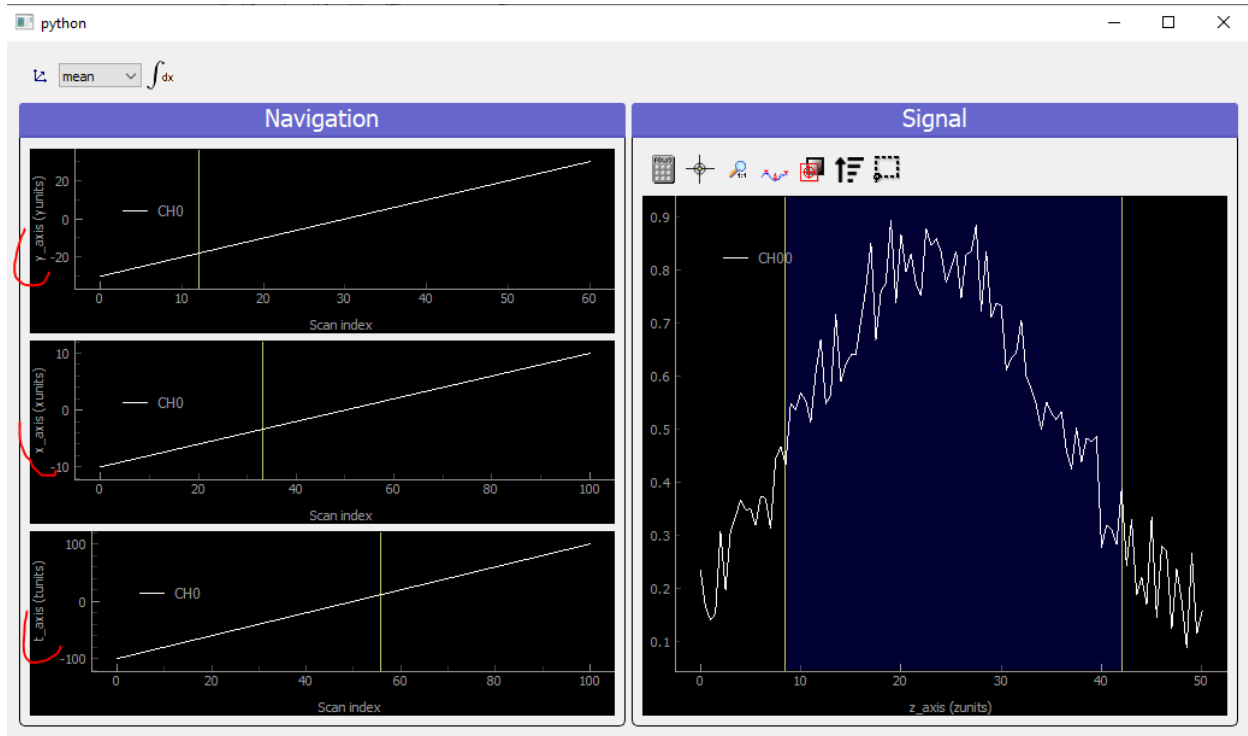 python
mean ∫dx
Navigation
y_axis (yunits)
20
0
-20
CH0
0 10 20 30 40 50 60
Scan index
x_axis (xunits)
10
0
-10
CH0
0 20 40 60 80 100
Scan index
t_axis (tunits)
100
0
-100
CH0
0 20 40 60 80 100
Scan index
Signal
1:1
0.9
0.8
0.7
0.6
0.5
0.4
0.3
0.2
0.1
CH00
0 10 20 30 40 50
z_axis (zunits)